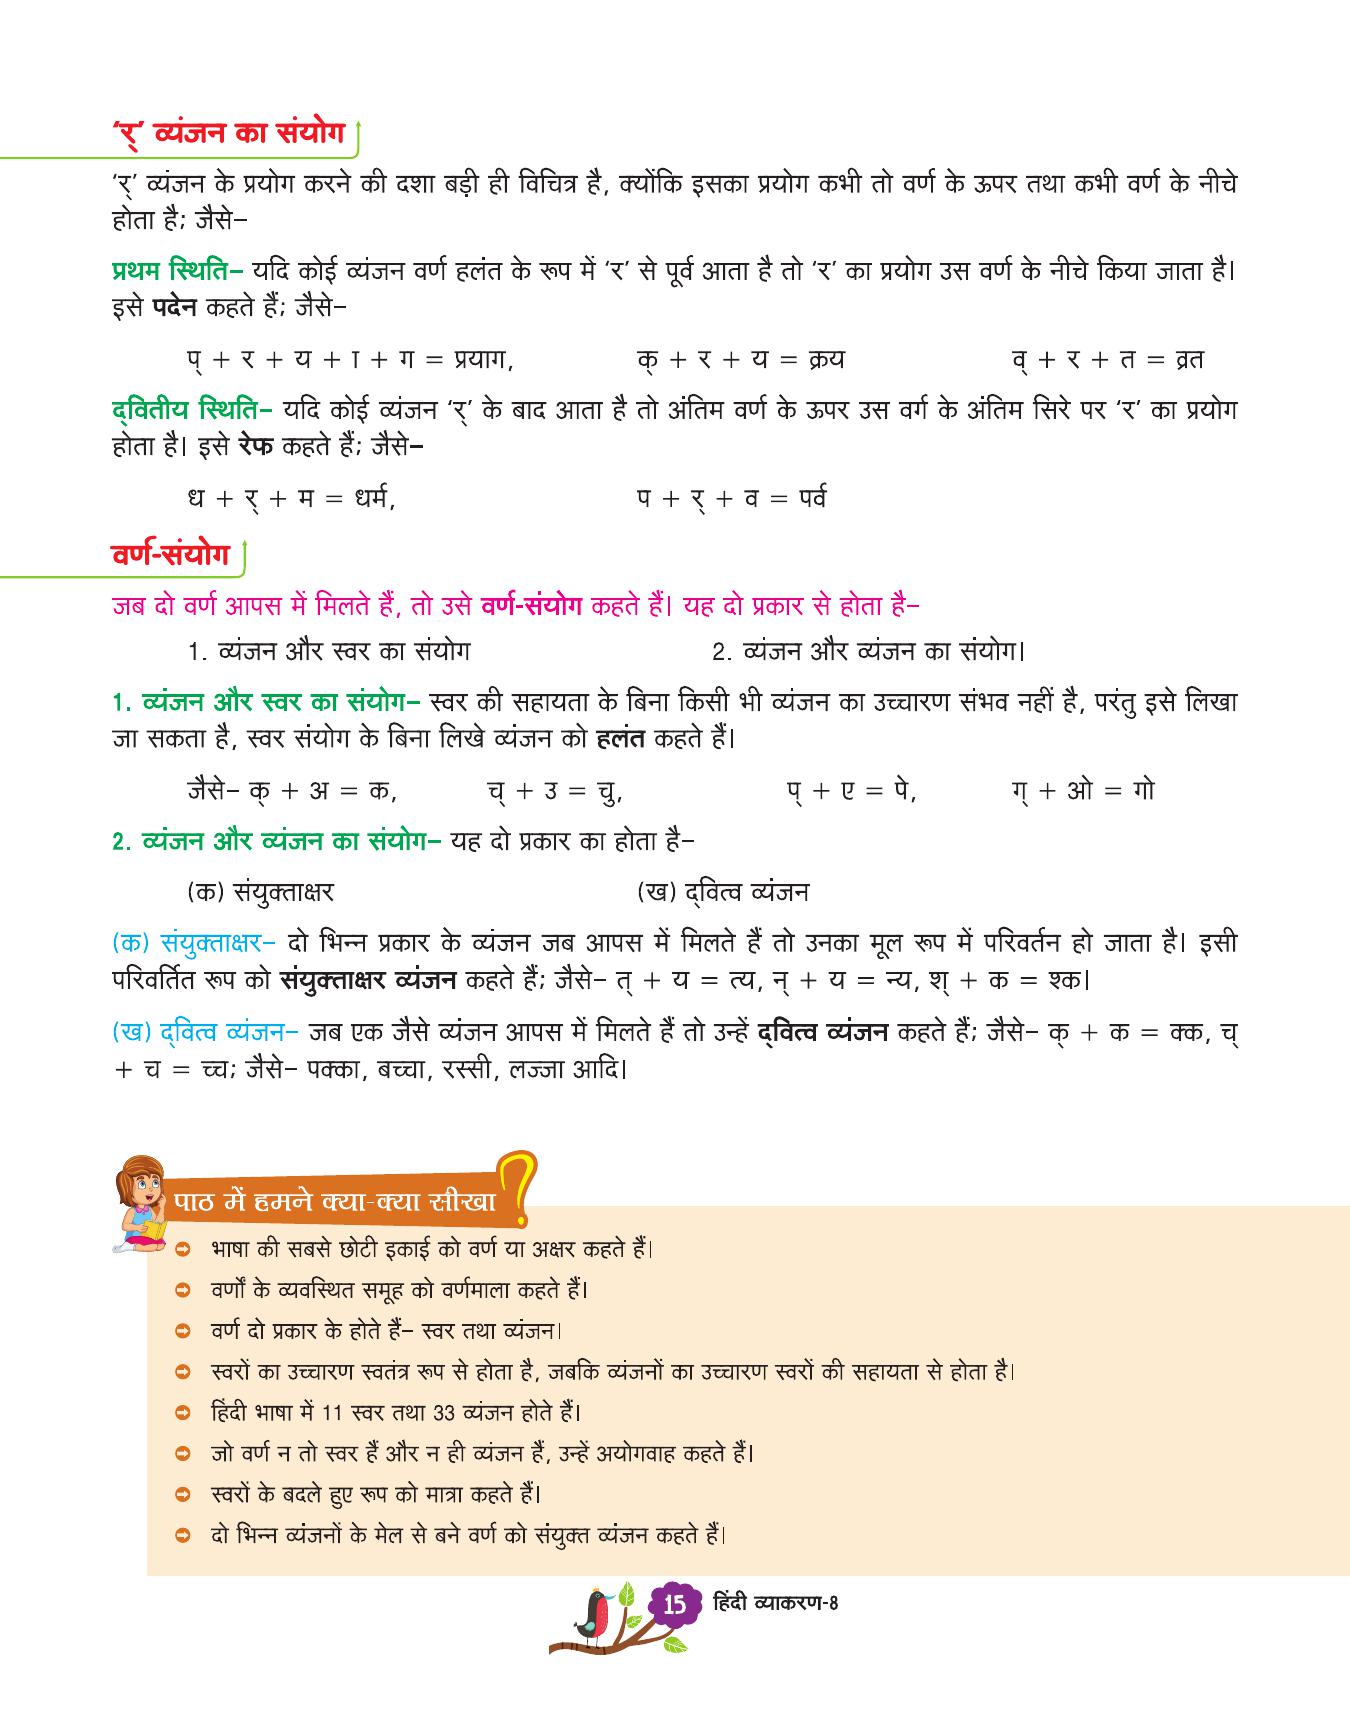 ‘र्’ व्यंजन का संयोग
‘र्’ व्यंजन के प्रयोग करने की दशा बड़ी ही विचित्र है, क्योंकि इसका प्रयोग कभी तो वर्ण के ऊपर तथा कभी वर्ण के नीचे
होता है; जैसे–
प्रथम स्थिति– यदि कोई व्यंजन वर्ण हलंत के रूप में ‘र’ से पूर्व आता है तो ‘र’ का प्रयोग उस वर्ण के नीचे किया जाता है।
इसे पदेन कहते हैं; जैसे–
प् + र + य + ा + ग = प्रयाग, क् + र + य = क्रय व् + र + त = व्रत
द्‌वितीय स्थिति– यदि कोई व्यंजन ‘र्’ के बाद आता है तो अंतिम वर्ण के ऊपर उस वर्ग के अंतिम सिरे पर ‘र’ का प्रयोग
होता है। इसे रेफ कहते हैं; जैसे–
ध + र् + म = धर्म, प + र् + व = पर्व
वर्ण-संयोग
जब दो वर्ण आपस में मिलते हैं, तो उसे वर्ण-संयोग कहते हैं। यह दो प्रकार से होता है–
1. व्यंजन और स्वर का संयोग 2. व्यंजन और व्यंजन का संयोग।
1. व्यंजन और स्वर का संयोग– स्वर की सहायता के बिना किसी भी व्यंजन का उच्चारण संभव नहीं है, परंतु इसे लिखा
जा सकता है, स्वर संयोग के बिना लिखे व्यंजन को हलंत कहते हैं।
जैसे– क् + अ = क, च् + उ = चु, प् + ए = पे, ग् + ओ = गो
2. व्यंजन और व्यंजन का संयोग– यह दो प्रकार का होता है–
(क) संयुक्ताक्षर (ख) द्‌वित्व व्यंजन
(क) संयुक्ताक्षर– दो भिन्न प्रकार के व्यंजन जब आपस में मिलते हैं तो उनका मूल रूप में परिवर्तन हो जाता है। इसी
परिवर्तित रूप को संयुक्ताक्षर व्यंजन कहते हैं; जैसे– त् + य = त्य, न् + य = न्य, श् + क = श्क।
(ख) द्‌वित्व व्यंजन– जब एक जैसे व्यंजन आपस में मिलते हैं तो उन्हें द्‌वित्व व्यंजन कहते हैं; जैसे– क् + क = क्क, च्
+ च = च्च; जैसे– पक्का, बच्चा, रस्सी, लज्जा आदि।
पाठ में हमने क्या-क्या सीखा ?
भाषा की सबसे छोटी इकाई को वर्ण या अक्षर कहते हैं।
वर्णों के व्यवस्थित समूह को वर्णमाला कहते हैं।
वर्ण दो प्रकार के होते हैं– स्वर तथा व्यंजन।
स्वरों का उच्चारण स्वतंत्र रूप से होता है, जबकि व्यंजनों का उच्चारण स्वरों की सहायता से होता है।
हिंदी भाषा में 11 स्वर तथा 33 व्यंजन होते हैं।
जो वर्ण न तो स्वर हैं और न ही व्यंजन हैं, उन्हें अयोगवाह कहते हैं।
स्वरों के बदले हुए रूप को मात्रा कहते हैं।
दो भिन्न व्यंजनों के मेल से बने वर्ण को संयुक्त व्यंजन कहते हैं।
15 हिंदी व्याकरण-8